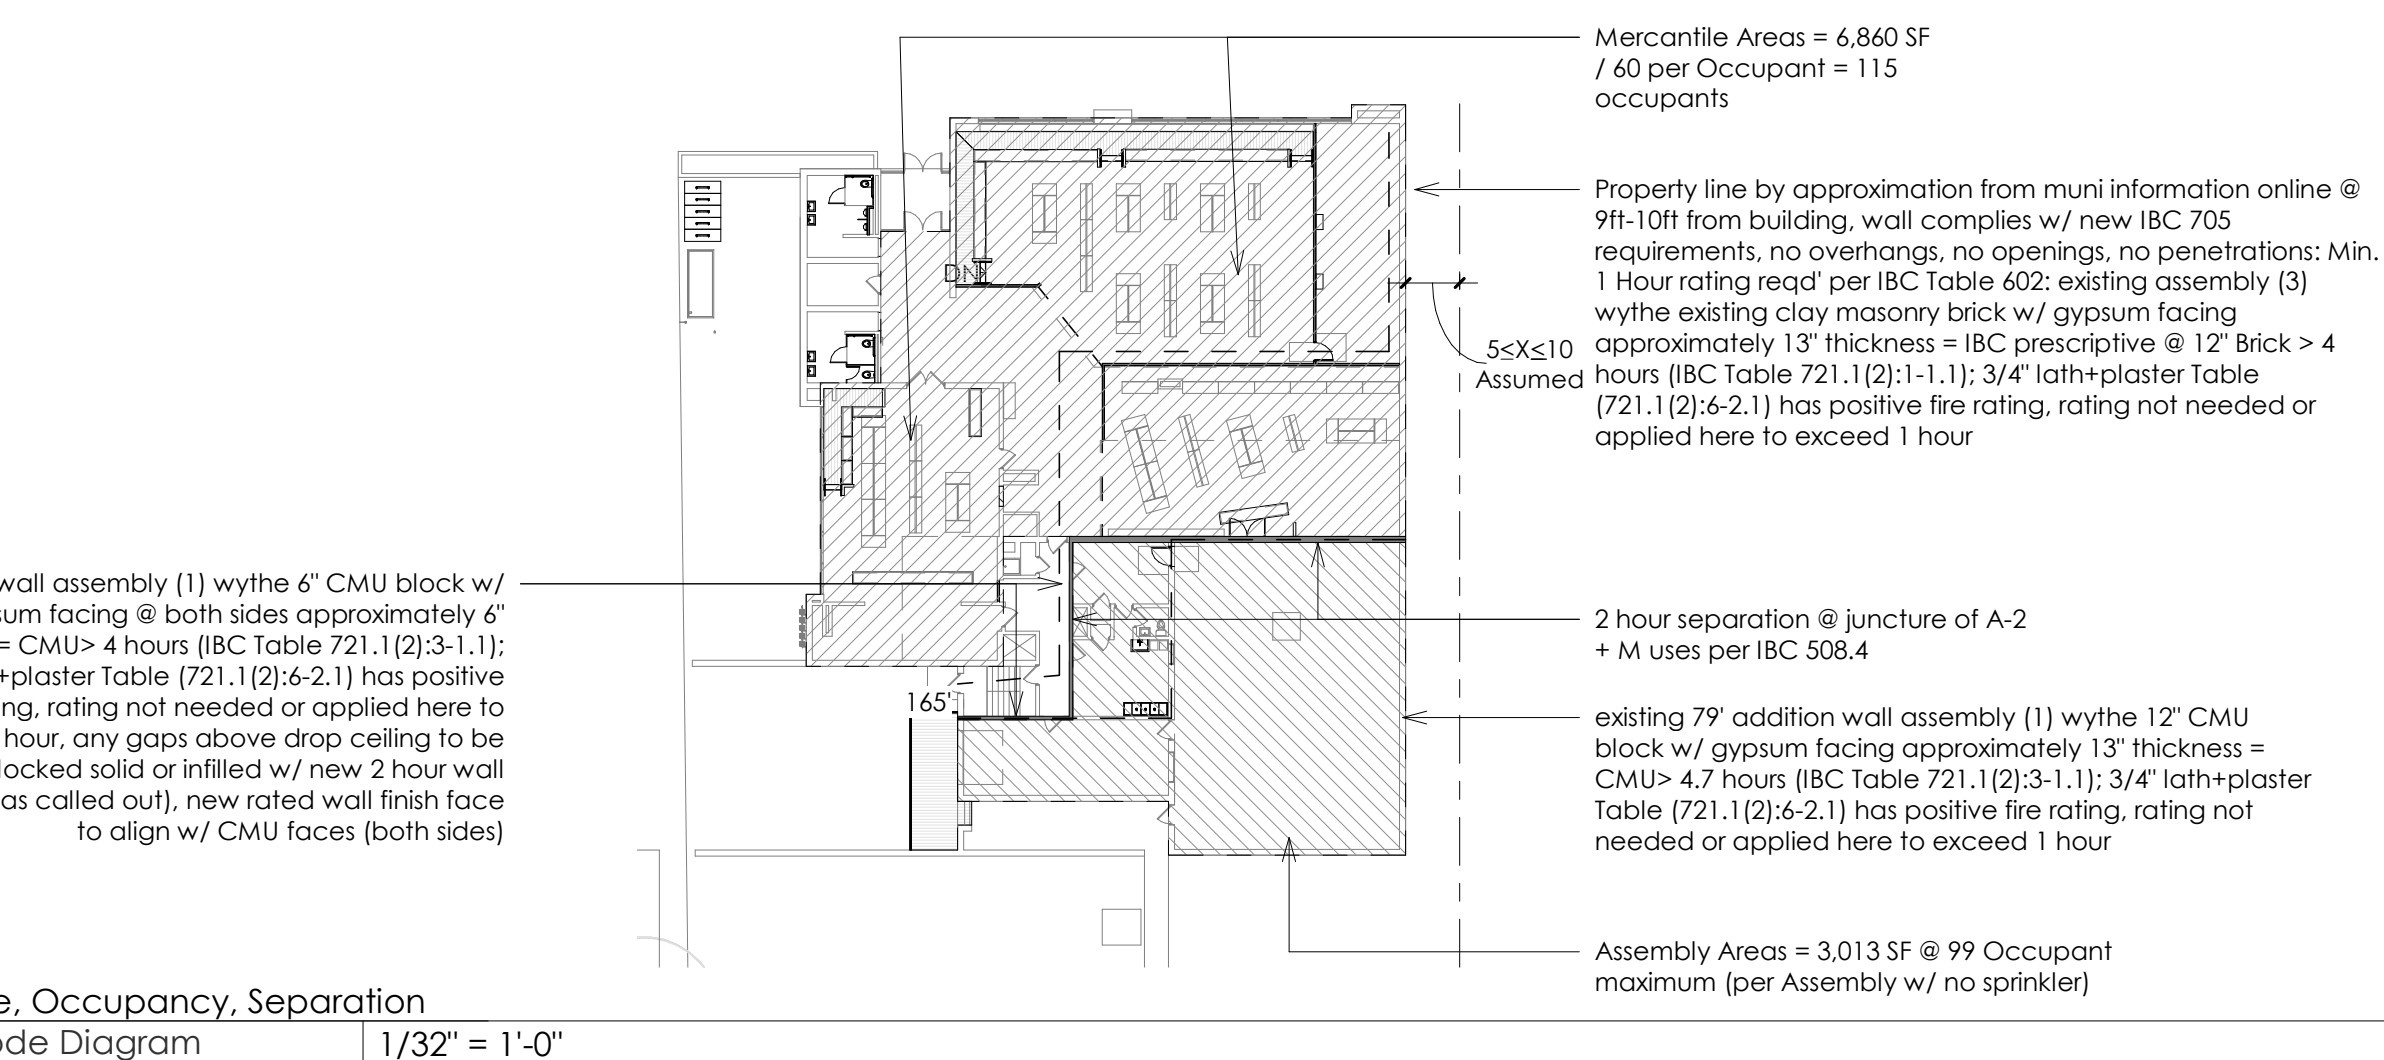 Mercantile Areas = 6,860 SF
/ 60 per Occupant = 115
occupants
Property line by approximation from muni information online @
9ft-10ft from building, wall complies w/ new IBC 705
requirements, no overhangs, no openings, no penetrations: Min.
1 Hour rating reqd' per IBC Table 602: existing assembly (3)
wythe existing clay masonry brick w/ gypsum facing
approximately 13" thickness = IBC prescriptive @ 12" Brick > 4
hours (IBC Table 721.1(2):1-1.1); 3/4" lath+plaster Table
(721.1(2):6-2.1) has positive fire rating, rating not needed or
applied here to exceed 1 hour
5≤X≤10
Assumed
wall assembly (1) wythe 6" CMU block w/
sum facing @ both sides approximately 6"
= CMU> 4 hours (IBC Table 721.1(2):3-1.1);
+plaster Table (721.1(2):6-2.1) has positive
ng, rating not needed or applied here to
hour, any gaps above drop ceiling to be
locked solid or infilled w/ new 2 hour wall
as called out), new rated wall finish face
to align w/ CMU faces (both sides)
2 hour separation @ juncture of A-2
+ M uses per IBC 508.4
165'
existing 79' addition wall assembly (1) wythe 12" CMU
block w/ gypsum facing approximately 13" thickness =
CMU> 4.7 hours (IBC Table 721.1(2):3-1.1); 3/4" lath+plaster
Table (721.1(2):6-2.1) has positive fire rating, rating not
needed or applied here to exceed 1 hour
Assembly Areas = 3,013 SF @ 99 Occupant
maximum (per Assembly w/ no sprinkler)
e, Occupancy, Separation
ode Diagram
1/32" = 1'-0"